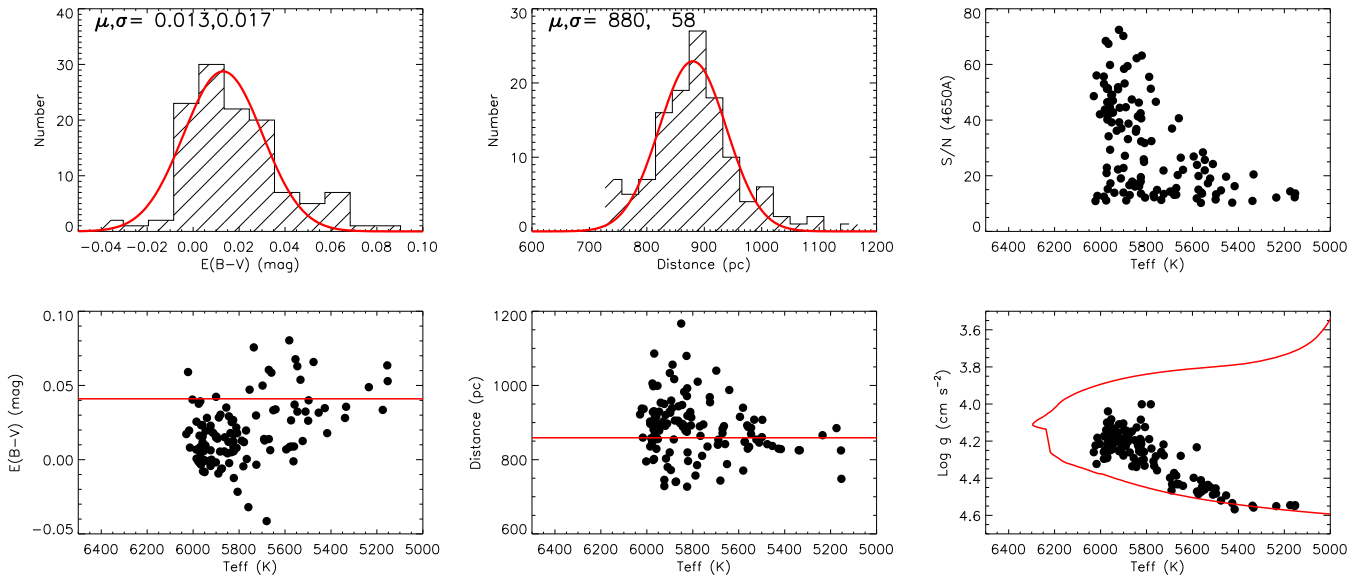 μ,σ= 0.013,0.017
Number
40
30
20
10
0
−0.04 −0.02 0.00 0.02 0.04 0.06 0.08 0.10
E(B−V) (mag)
μ,σ= 880, 58
Number
30
20
10
0
600 700 800 900 1000 1100 1200
Distance (pc)
S/N (4650A)
80
60
40
20
0
6400 6200 6000 5800 5600 5400 5200 5000
Teff (K)
E(B−V) (mag)
0.10
0.05
0.00
−0.05
6400 6200 6000 5800 5600 5400 5200 5000
Teff (K)
Distance (pc)
1200
1000
800
600
6400 6200 6000 5800 5600 5400 5200 5000
Teff (K)
Log g (cm s⁻²)
3.6
3.8
4.0
4.2
4.4
4.6
6400 6200 6000 5800 5600 5400 5200 5000
Teff (K)